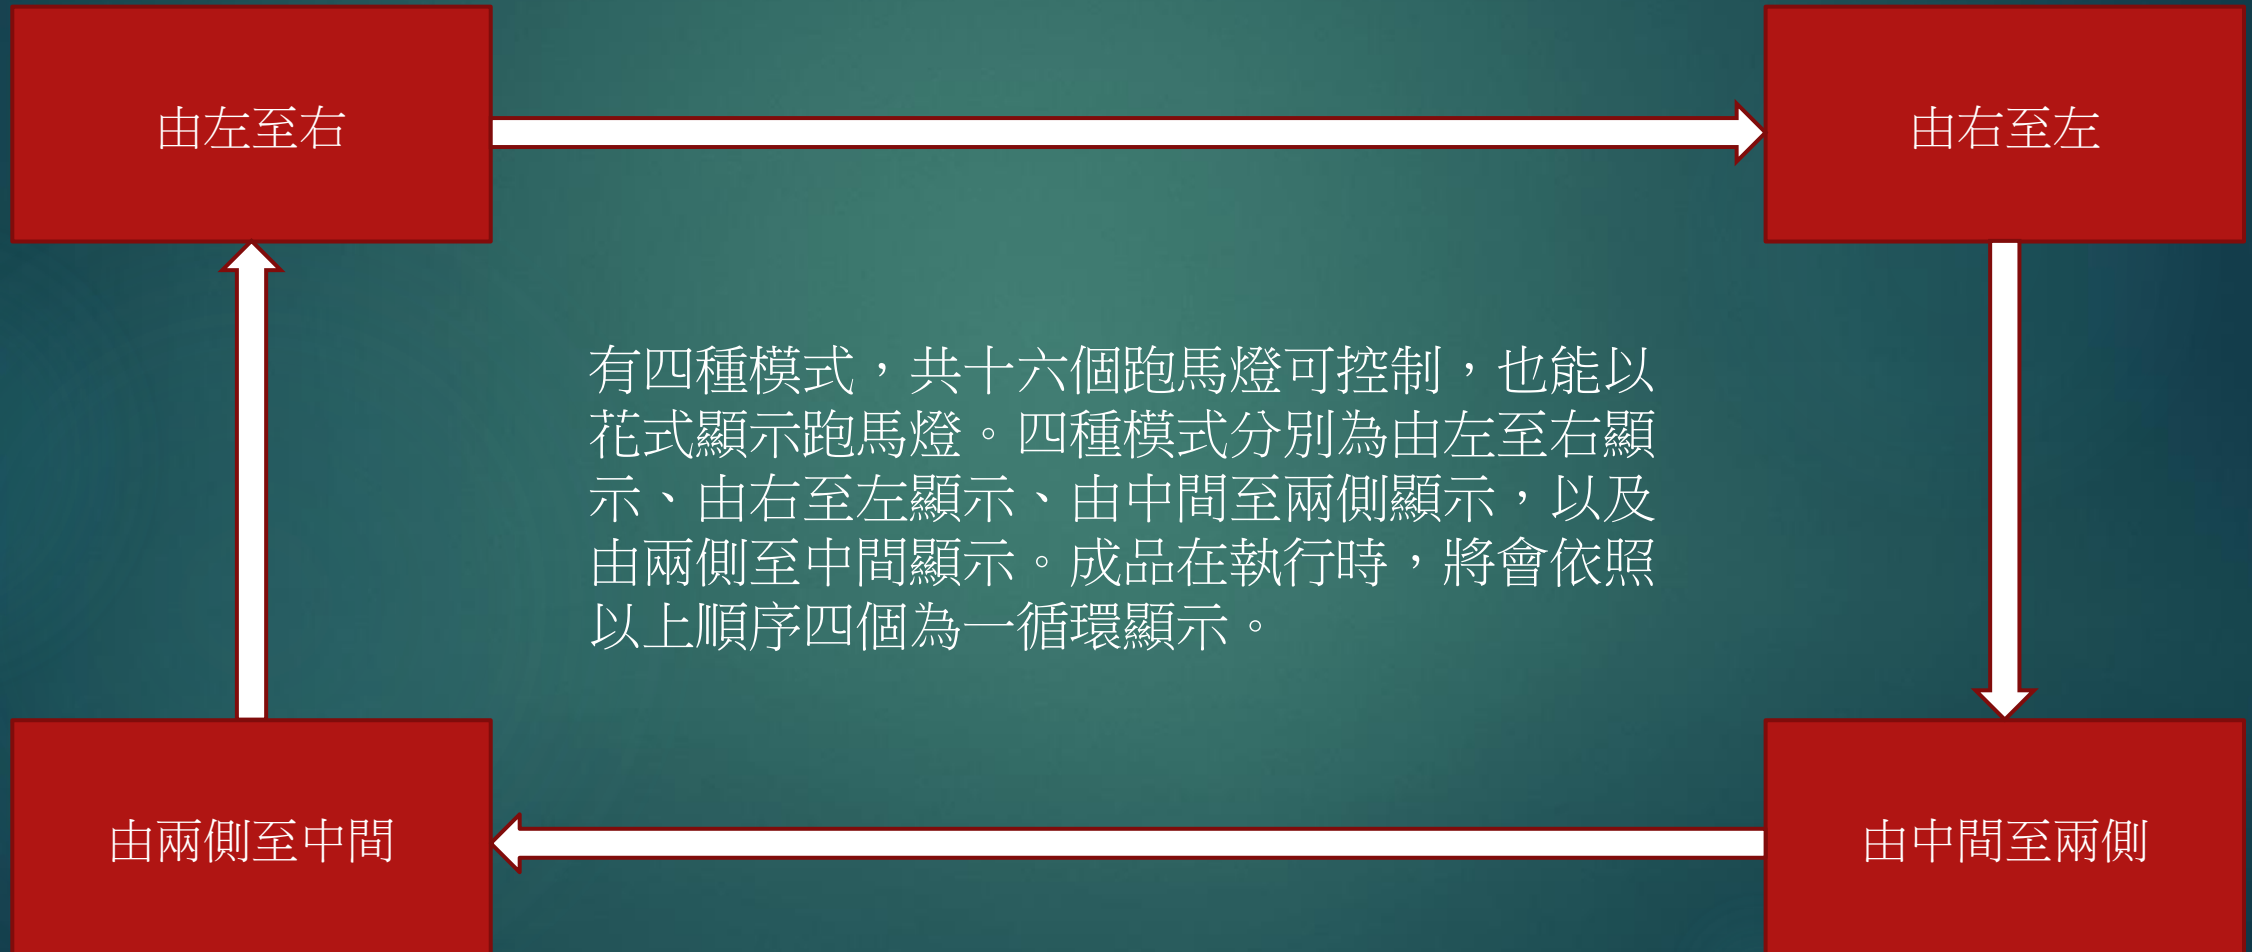 由左至右
由右至左
有四種模式，共十六個跑馬燈可控制，也能以
花式顯示跑馬燈。四種模式分別為由左至右顯
示、由右至左顯示、由中間至兩側顯示，以及
由兩側至中間顯示。成品在執行時，將會依照
以上順序四個為一循環顯示。
由兩側至中間
由中間至兩側